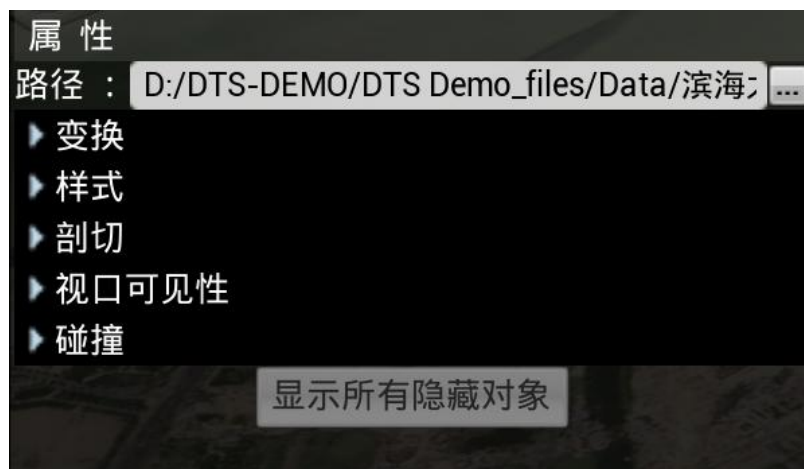 属 性
路径 : D:/DTS-DEMO/DTS Demo_files/Data/滨海 ...
变换
样式
剖切
视口可见性
碰撞
显示所有隐藏对象